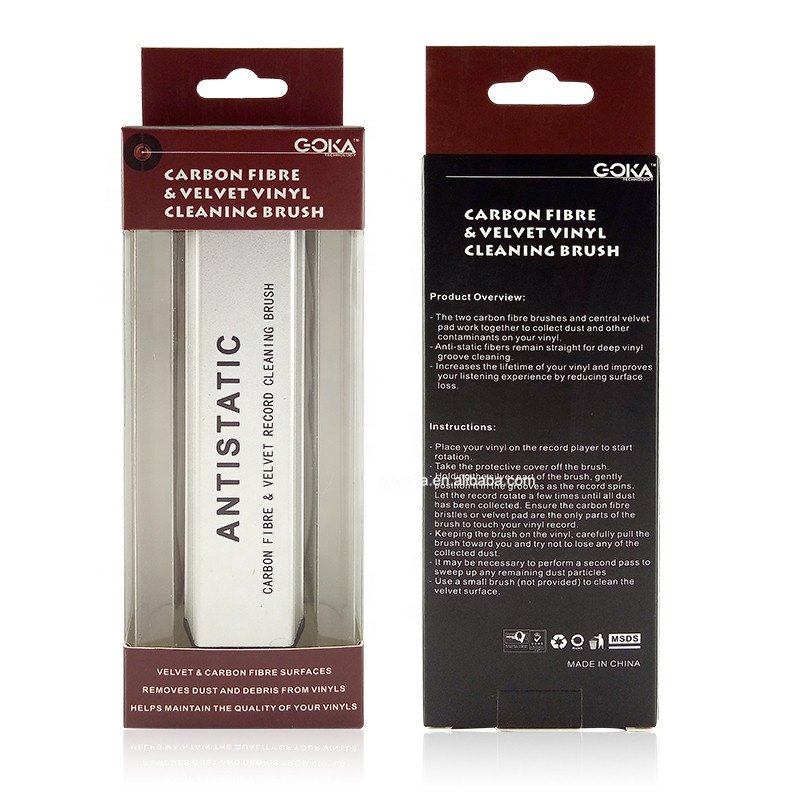 GOKA™
TECHNOLOGY
CARBON FIBRE
& VELVET VINYL
CLEANING BRUSH
ANTISTATIC
CARBON FIBRE & VELVET RECORD CLEANING BRUSH
VELVET & CARBON FIBRE SURFACES
REMOVES DUST AND DEBRIS FROM VINYLS
HELPS MAINTAIN THE QUALITY OF YOUR VINYLS
GOKA™
TECHNOLOGY
CARBON FIBRE
& VELVET VINYL
CLEANING BRUSH
Product Overview:
- The two carbon fibre brushes and central velvet
pad work together to collect dust and other
contaminants on your vinyl.
- Anti-static fibers remain straight for deep vinyl
groove cleaning.
- Increases the lifetime of your vinyl and improves
your listening experience by reducing surface
loss.
Instructions:
- Place your vinyl on the record player to start
rotation.
- Take the protective cover off the brush.
- Holding the silver part of the brush, gently
position in the grooves as the record spins.
.en.alibaba.com
Let the record rotate a few times until all dust
has been collected. Ensure the carbon fibre
bristles or velvet pad are the only parts of the
brush to touch your vinyl record.
- Keeping the brush on the vinyl, carefully pull the
brush toward you and try not to lose any of the
collected dust.
- It may be necessary to perform a second pass to
sweep up any remaining dust particles
- Use a small brush (not provided) to clean the
velvet surface.
MSDS
MADE IN CHINA